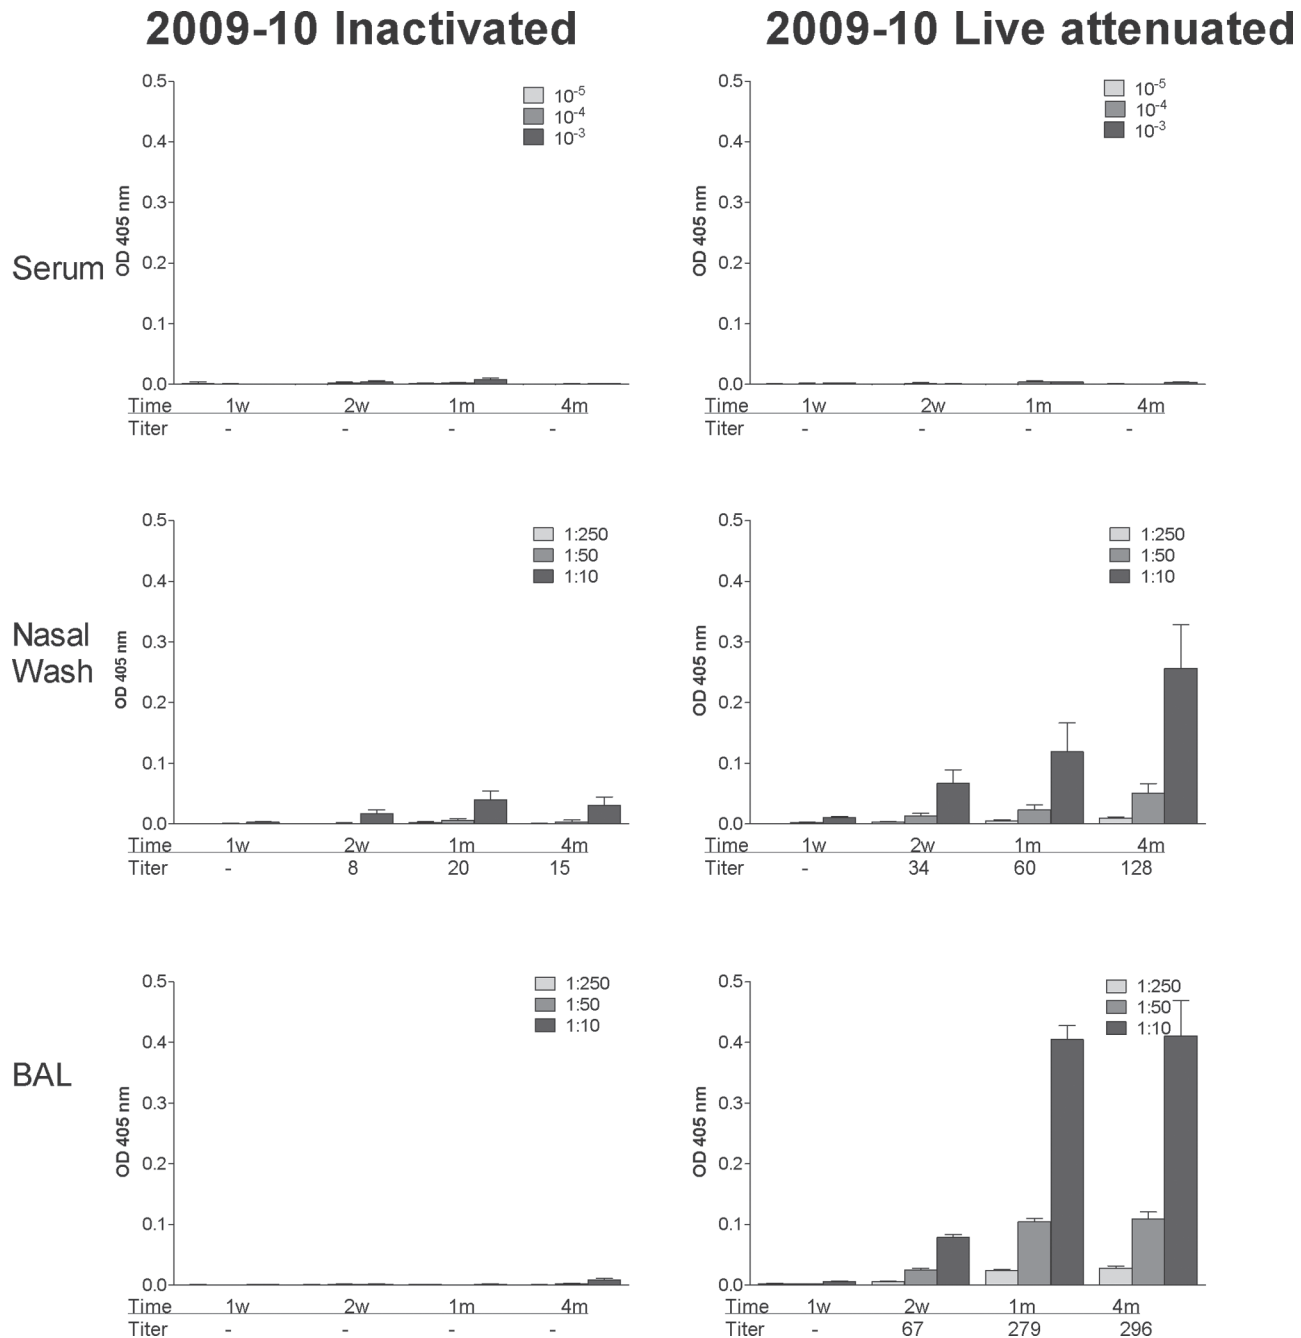 2009-10 Inactivated
2009-10 Live attenuated
Serum
OD 405 nm
0.5
0.4
0.3
0.2
0.1
0.0
10-5
10-4
10-3
Time 1w 2w 1m 4m
Titer - - - -
OD 405 nm
0.5
0.4
0.3
0.2
0.1
0.0
10-5
10-4
10-3
Time 1w 2w 1m 4m
Titer - - - -
Nasal
Wash
OD 405 nm
0.5
0.4
0.3
0.2
0.1
0.0
1:250
1:50
1:10
Time 1w 2w 1m 4m
Titer - 8 20 15
OD 405 nm
0.5
0.4
0.3
0.2
0.1
0.0
1:250
1:50
1:10
Time 1w 2w 1m 4m
Titer - 34 60 128
BAL
OD 405 nm
0.5
0.4
0.3
0.2
0.1
0.0
1:250
1:50
1:10
Time 1w 2w 1m 4m
Titer - - - -
OD 405 nm
0.5
0.4
0.3
0.2
0.1
0.0
1:250
1:50
1:10
Time 1w 2w 1m 4m
Titer - 67 279 296